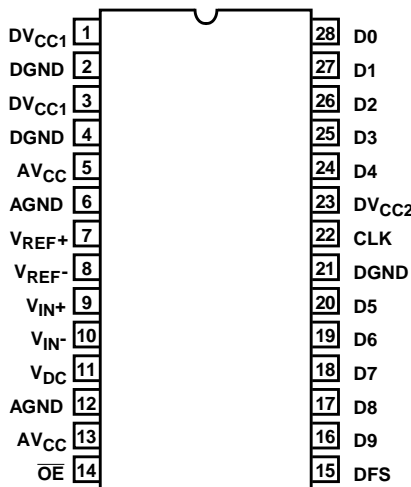 DVCC1 1 28 D0
DGND 2 27 D1
DVCC1 3 26 D2
DGND 4 25 D3
AVCC 5 24 D4
AGND 6 23 DVCC2
VREF+ 7 22 CLK
VREF- 8 21 DGND
VIN+ 9 20 D5
VIN- 10 19 D6
VDC 11 18 D7
AGND 12 17 D8
AVCC 13 16 D9
O̅E̅ 14 15 DFS